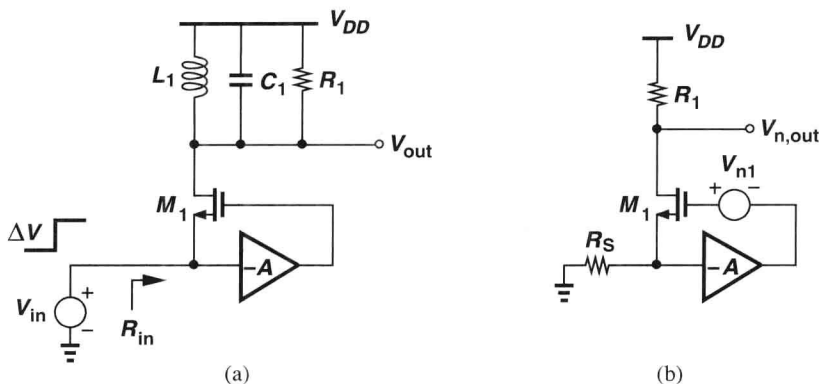 V_DD
L_1
C_1
R_1
V_out
M_1
ΔV
−A
V_in
+
−
R_in
(a)
V_DD
R_1
V_n,out
V_n1
+
−
M_1
R_S
−A
(b)